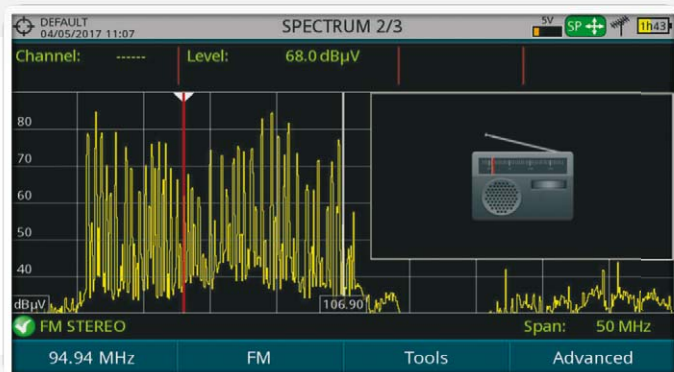 DEFAULT
04/05/2017 11:07
SPECTRUM 2/3
5V
SP
1h43
Channel: ------ Level: 68.0 dBµV
80
70
60
50
40
dBµV
106.90
FM STEREO
Span: 50 MHz
94.94 MHz FM Tools Advanced